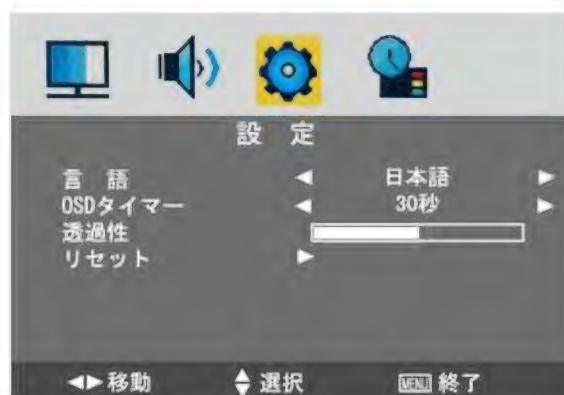 設 定
言 語 日本語
OSDタイマー 30秒
透過性
リセット
移動 選択 MENU 終了